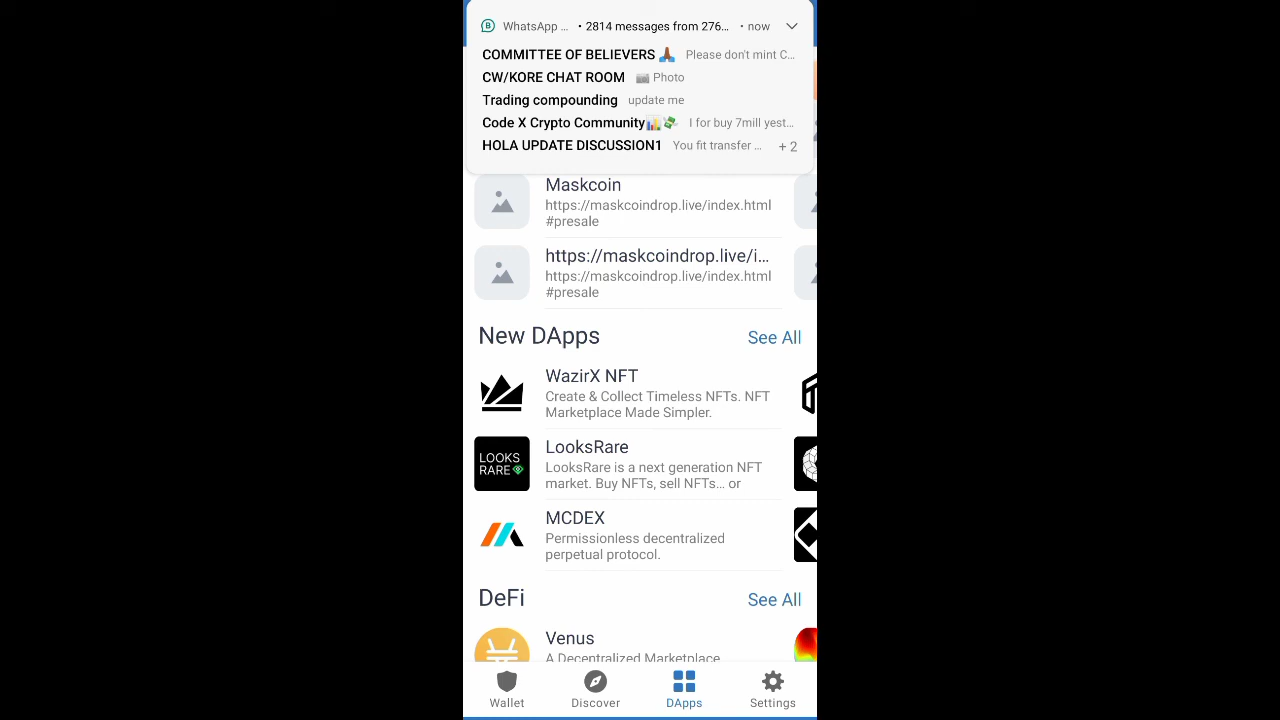 WhatsApp ... • 2814 messages from 276... • now
COMMITTEE OF BELIEVERS 🙏🏾 Please don't mint C...
CW/KORE CHAT ROOM 📷 Photo
Trading compounding update me
Code X Crypto Community📊💸 I for buy 7mill yest...
HOLA UPDATE DISCUSSION1 You fit transfer ... + 2
Maskcoin
https://maskcoindrop.live/index.html
#presale
https://maskcoindrop.live/i...
https://maskcoindrop.live/index.html
#presale
New DApps See All
WazirX NFT
Create & Collect Timeless NFTs. NFT
Marketplace Made Simpler.
LOOKS
RARE
LooksRare
LooksRare is a next generation NFT
market. Buy NFTs, sell NFTs... or
MCDEX
Permissionless decentralized
perpetual protocol.
DeFi See All
Venus
A Decentralized Marketplace
Wallet Discover DApps Settings